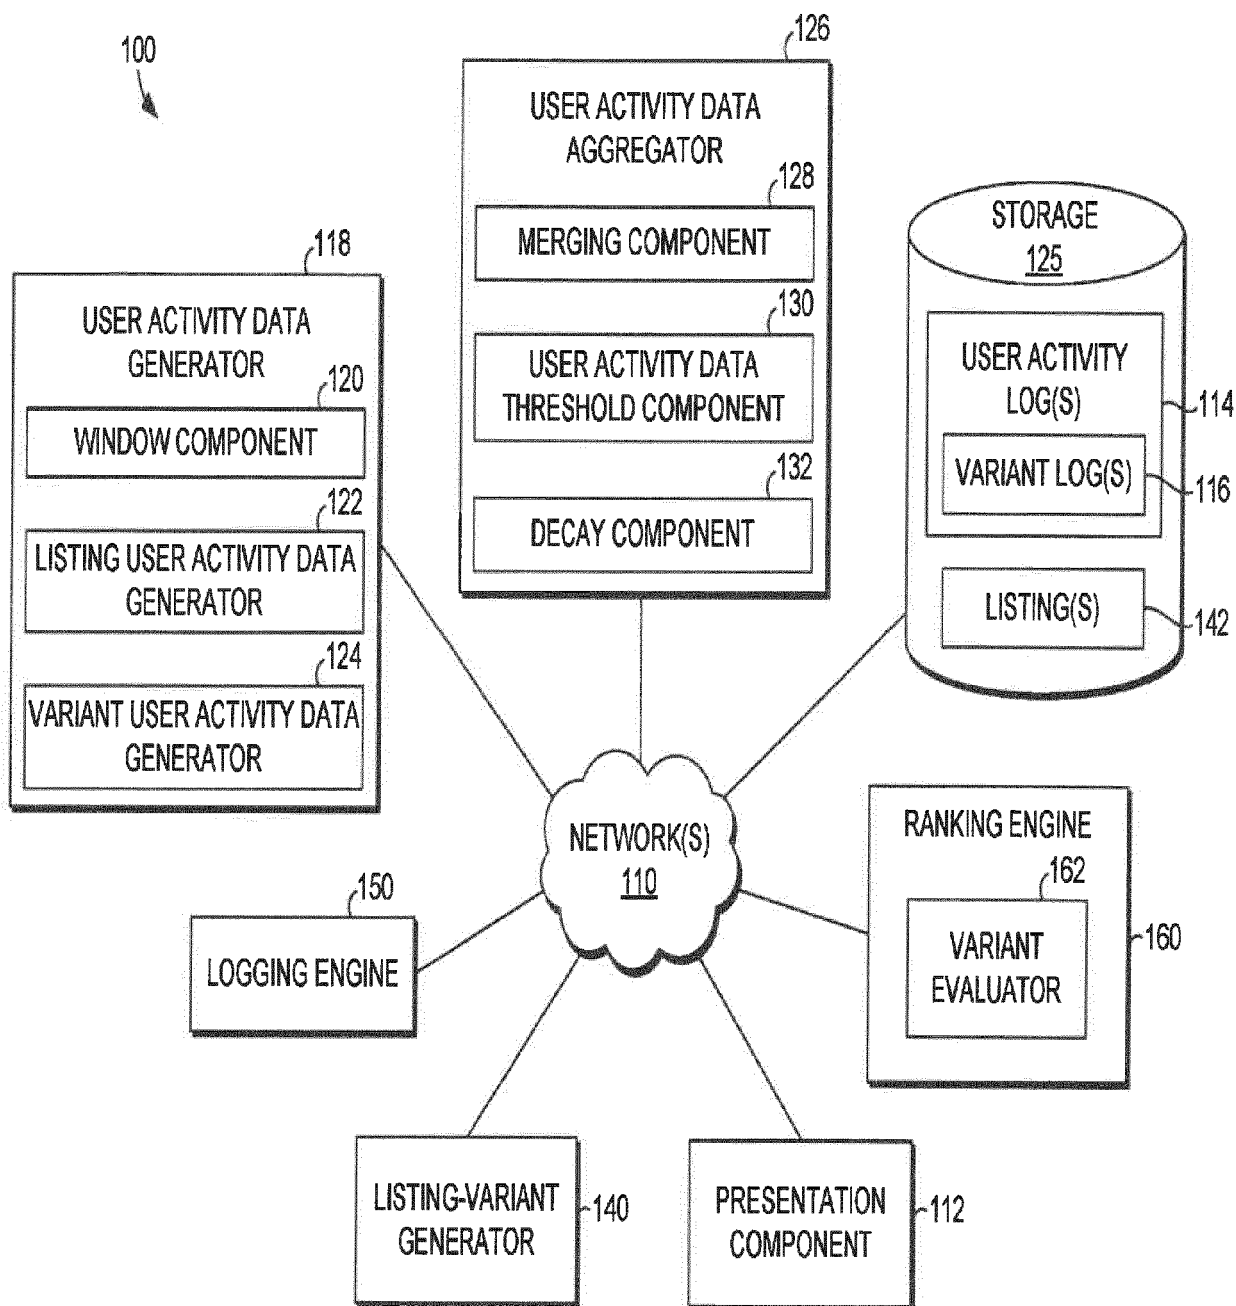 100
126
USER ACTIVITY DATA
AGGREGATOR
128
MERGING COMPONENT
130
USER ACTIVITY DATA
THRESHOLD COMPONENT
132
DECAY COMPONENT
118
USER ACTIVITY DATA
GENERATOR
120
WINDOW COMPONENT
122
LISTING USER ACTIVITY DATA
GENERATOR
124
VARIANT USER ACTIVITY DATA
GENERATOR
STORAGE
125
USER ACTIVITY
LOG(S)
114
VARIANT LOG(S)
116
LISTING(S)
142
NETWORK(S)
110
RANKING ENGINE
162
VARIANT
EVALUATOR
160
150
LOGGING ENGINE
LISTING-VARIANT
GENERATOR
140
PRESENTATION
COMPONENT
112